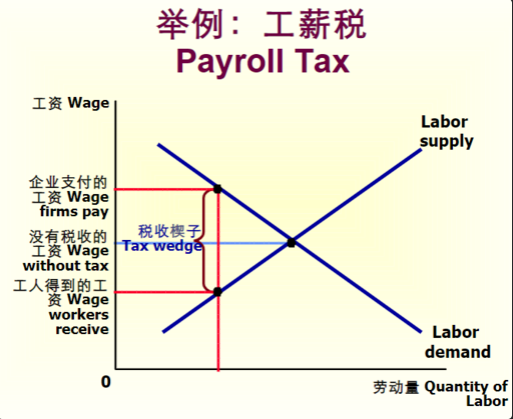 举例：工薪税
Payroll Tax
工资 Wage
Labor
supply
企业支付的
工资 Wage
firms pay
税收楔子
Tax wedge
没有税收的
工资 Wage
without tax
工人得到的工
资 Wage
workers
receive
Labor
demand
0
劳动量 Quantity of
Labor